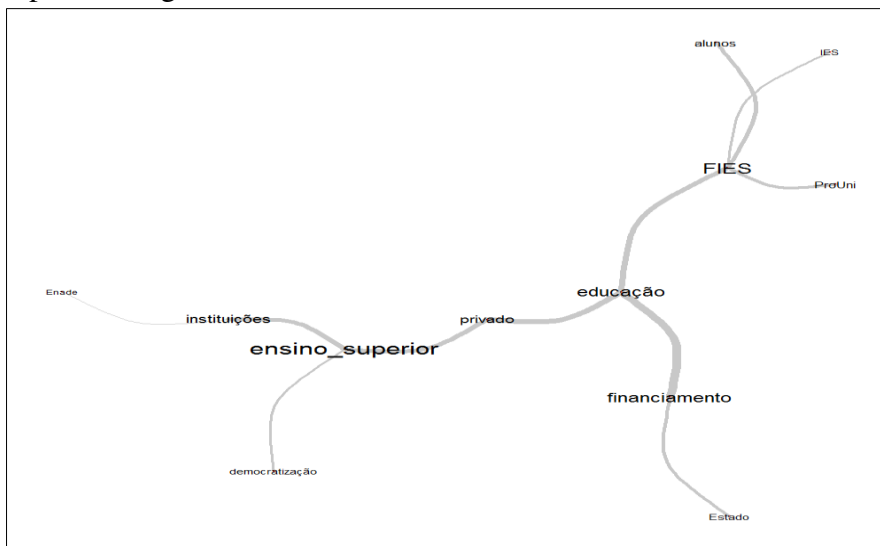 alunos
IES
FIES
ProUni
educação
Enade
instituições
privado
ensino_superior
financiamento
democratização
Estado